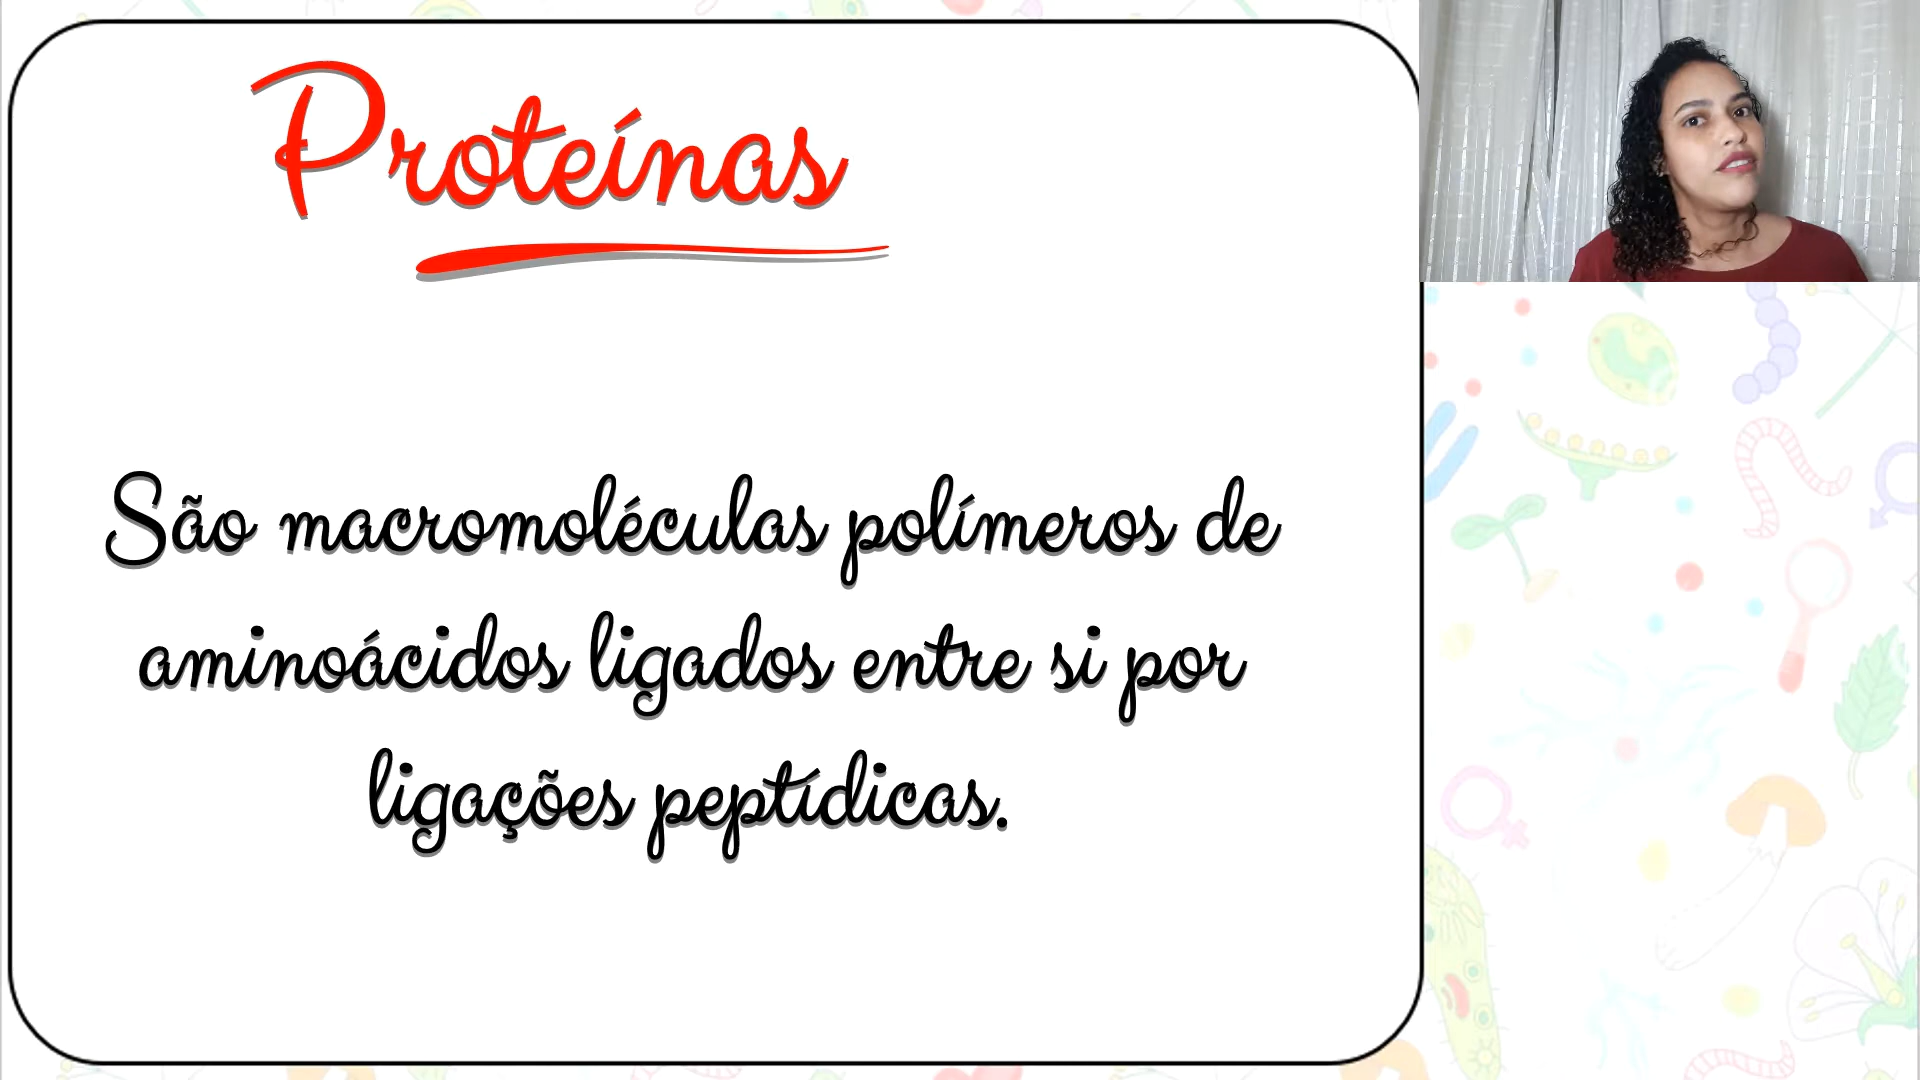 Proteínas
São macromoléculas polímeros de
aminoácidos ligados entre si por
ligações peptídicas.